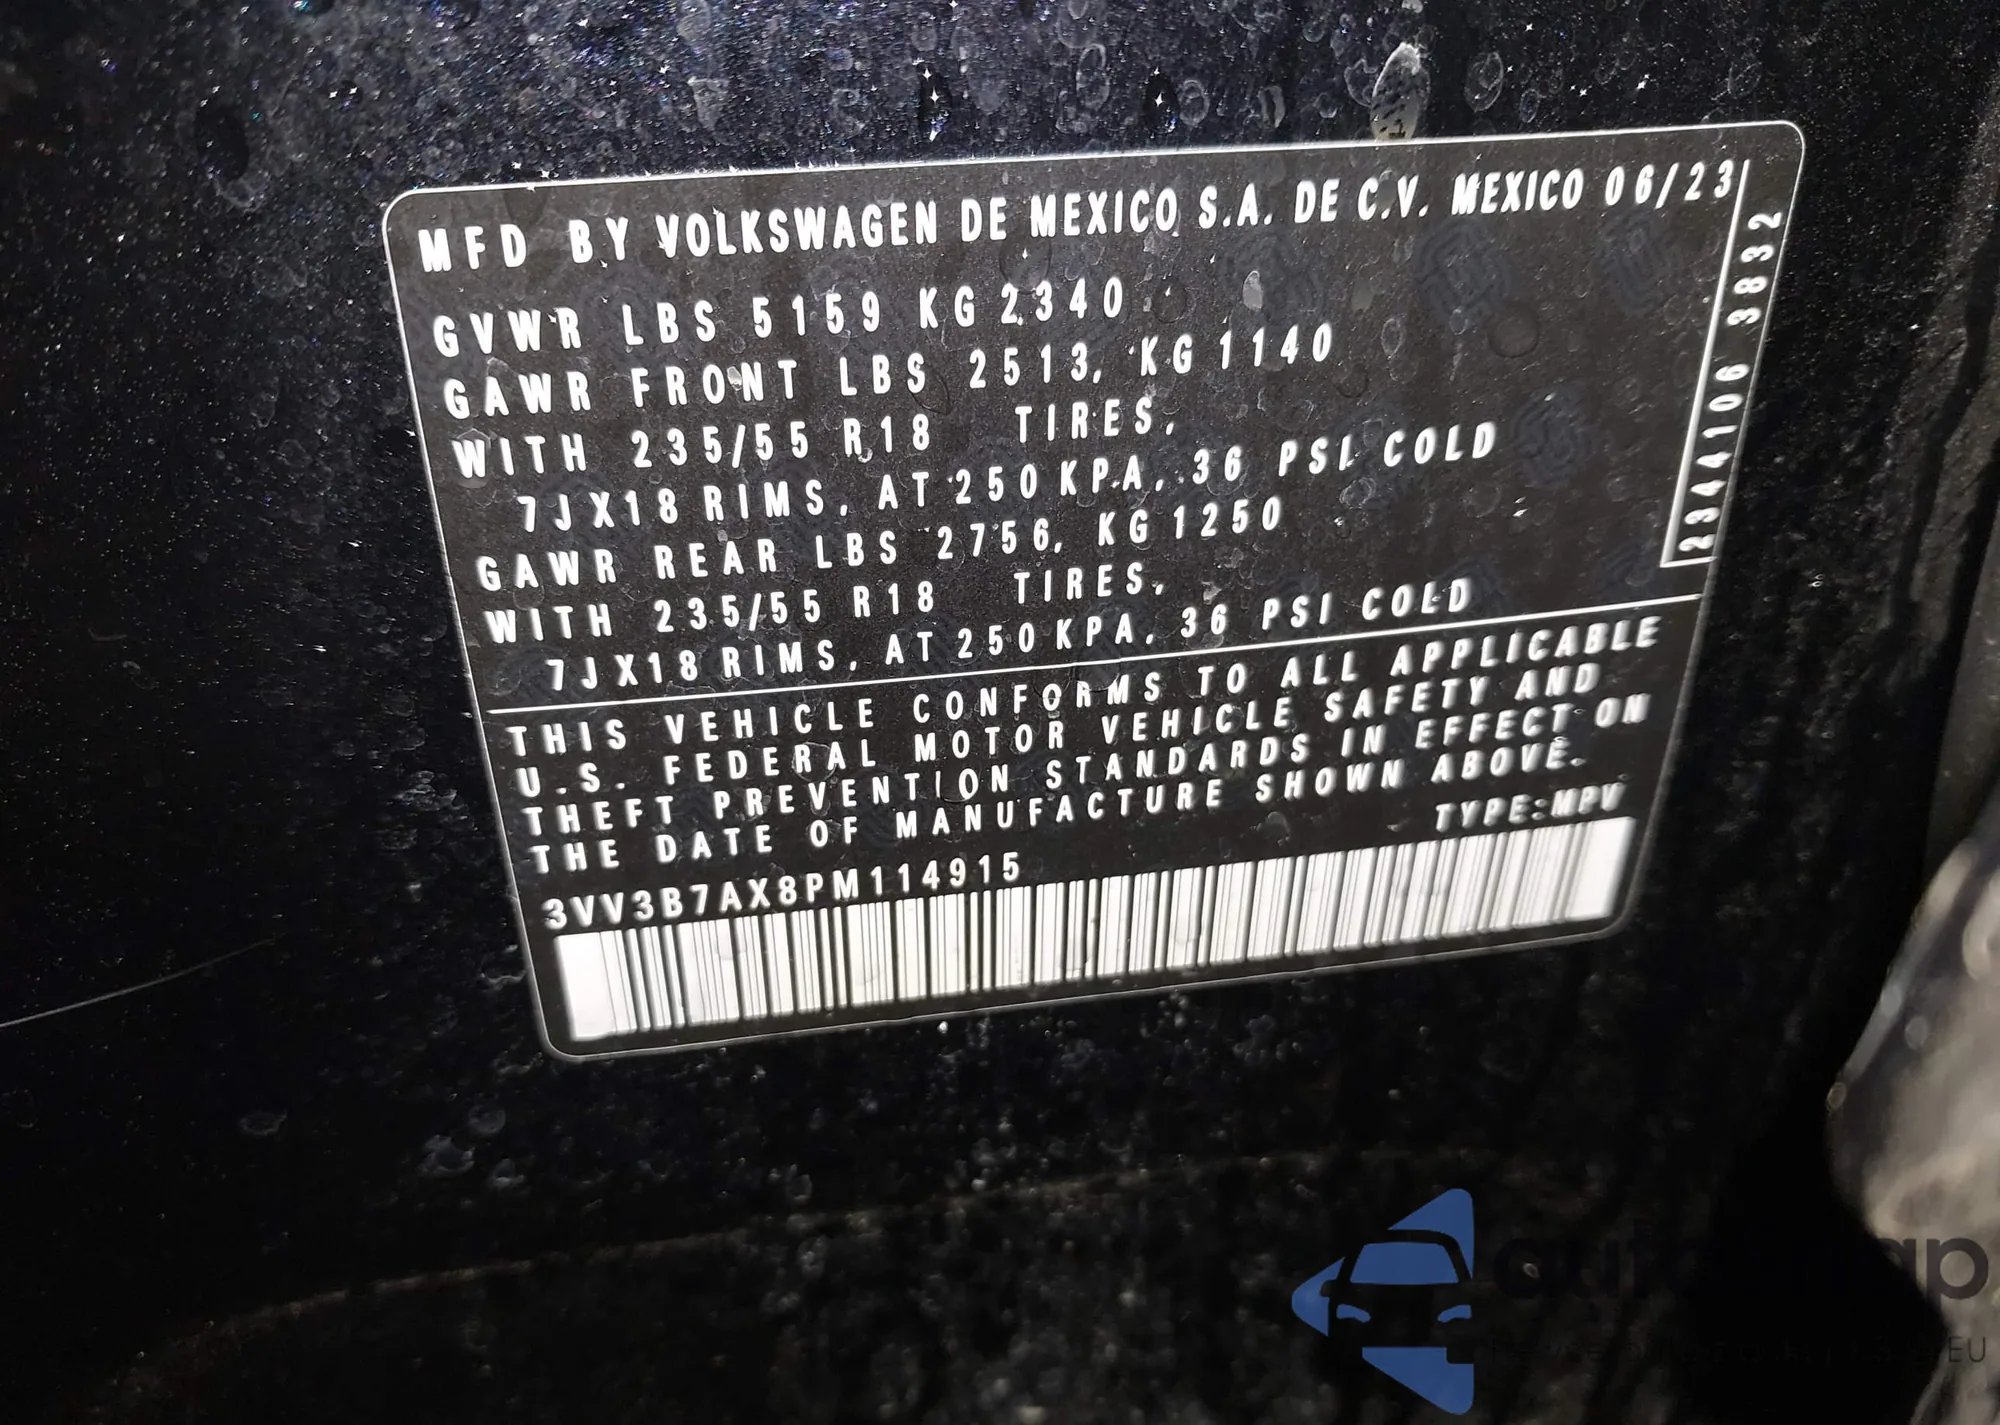 MFD BY VOLKSWAGEN DE MEXICO S.A. DE C.V. MEXICO 06/23
GVWR LBS 5159 KG 2340
GAWR FRONT LBS 2513, KG 1140
WITH 235/55 R18 TIRES,
7JX18 RIMS, AT 250 KPA, 36 PSI COLD
GAWR REAR LBS 2756, KG 1250
WITH 235/55 R18 TIRES,
7JX18 RIMS, AT 250 KPA, 36 PSI COLD
2344106 3832
THIS VEHICLE CONFORMS TO ALL APPLICABLE
U.S. FEDERAL MOTOR VEHICLE SAFETY AND
THEFT PREVENTION STANDARDS IN EFFECT ON
THE DATE OF MANUFACTURE SHOWN ABOVE.
TYPE:MPV
3VV3B7AX8PM114915
EU